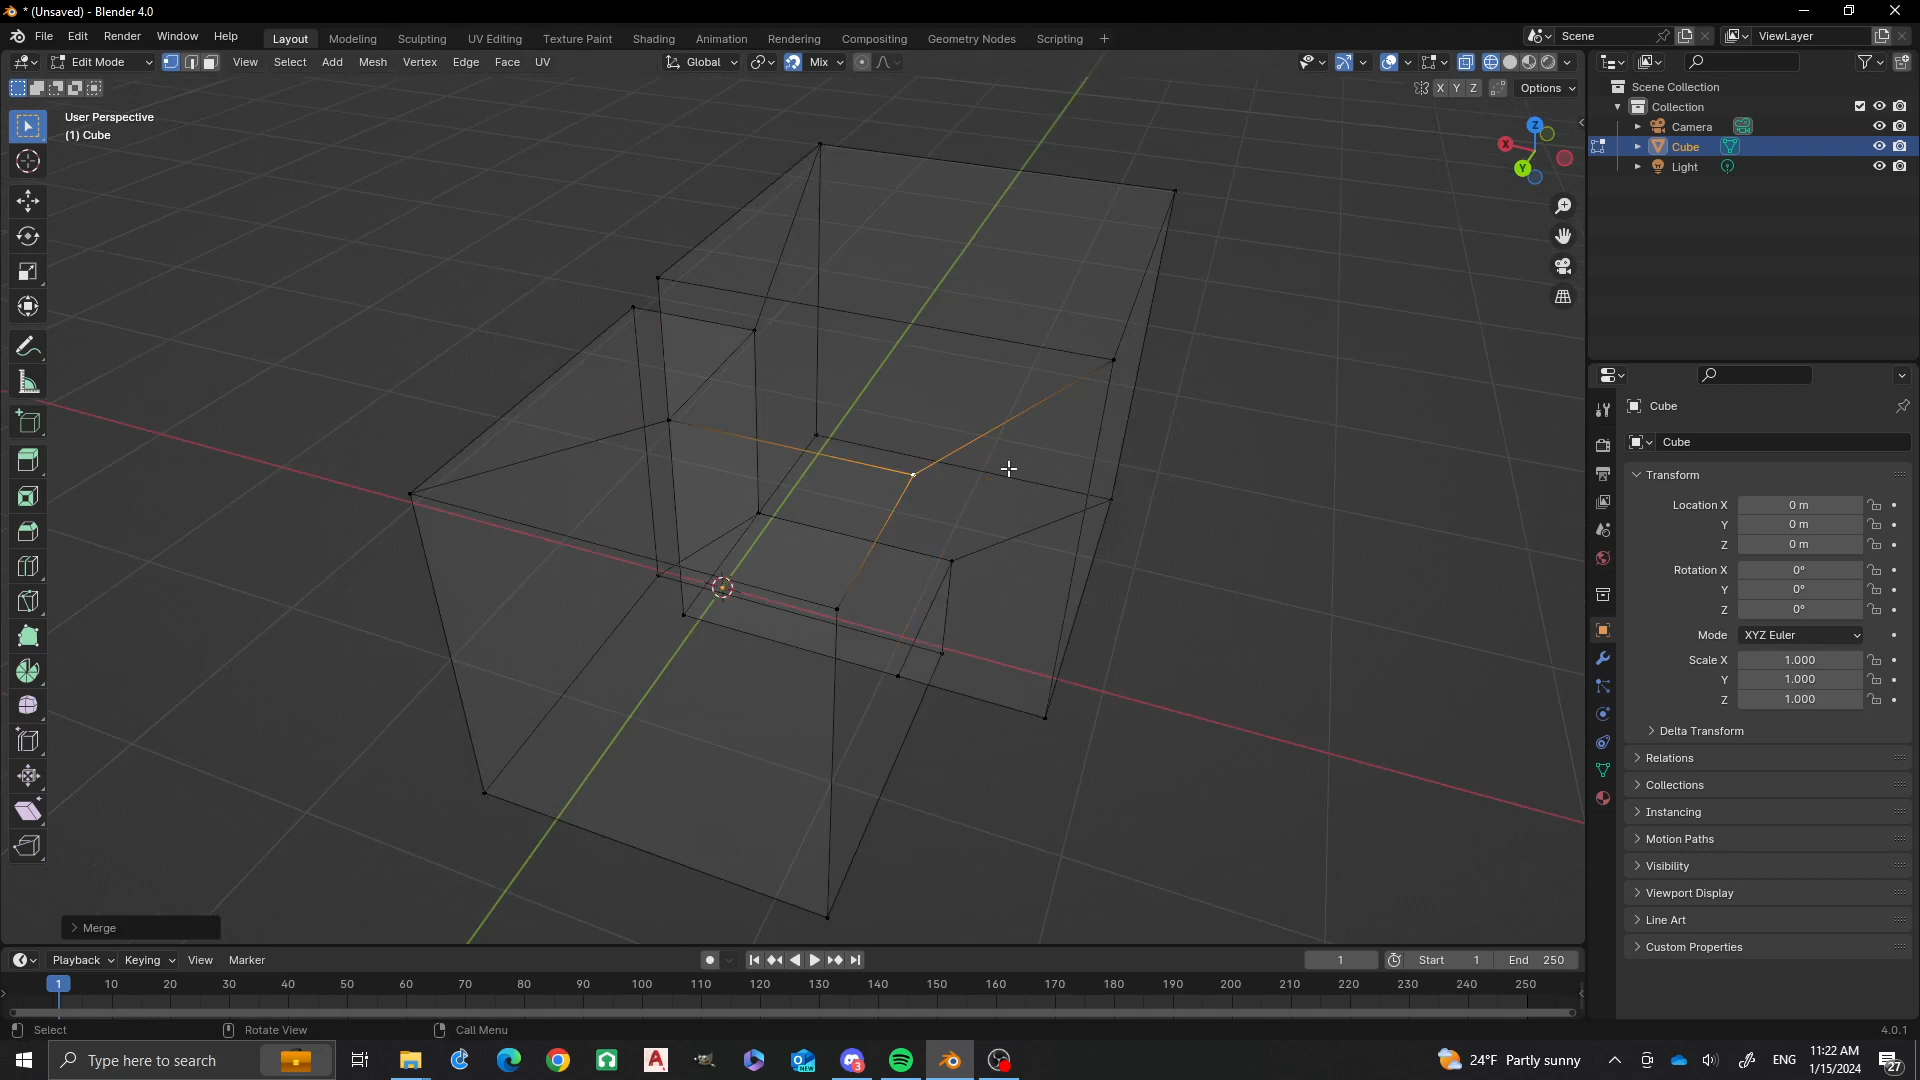 * (Unsaved) - Blender 4.0
File Edit Render Window Help Layout Modeling Sculpting UV Editing Texture Paint Shading Animation Rendering Compositing Geometry Nodes Scripting + Scene ViewLayer
Edit Mode View Select Add Mesh Vertex Edge Face UV Global Mix
X Y Z Options
User Perspective
(1) Cube
Z
X
Y
Scene Collection
Collection
Camera
Cube
Light
Cube
Cube
Transform
Location X 0 m
Y 0 m
Z 0 m
Rotation X 0°
Y 0°
Z 0°
Mode XYZ Euler
Scale X 1.000
Y 1.000
Z 1.000
Delta Transform
Relations
Collections
Instancing
Motion Paths
Visibility
Viewport Display
Line Art
Custom Properties
Merge
Playback Keying View Marker 1 Start 1 End 250
1 10 20 30 40 50 60 70 80 90 100 110 120 130 140 150 160 170 180 190 200 210 220 230 240 250
Select Rotate View Call Menu 4.0.1
Type here to search A 3 NEW 24°F Partly sunny ENG 11:22 AM
1/15/2024 27